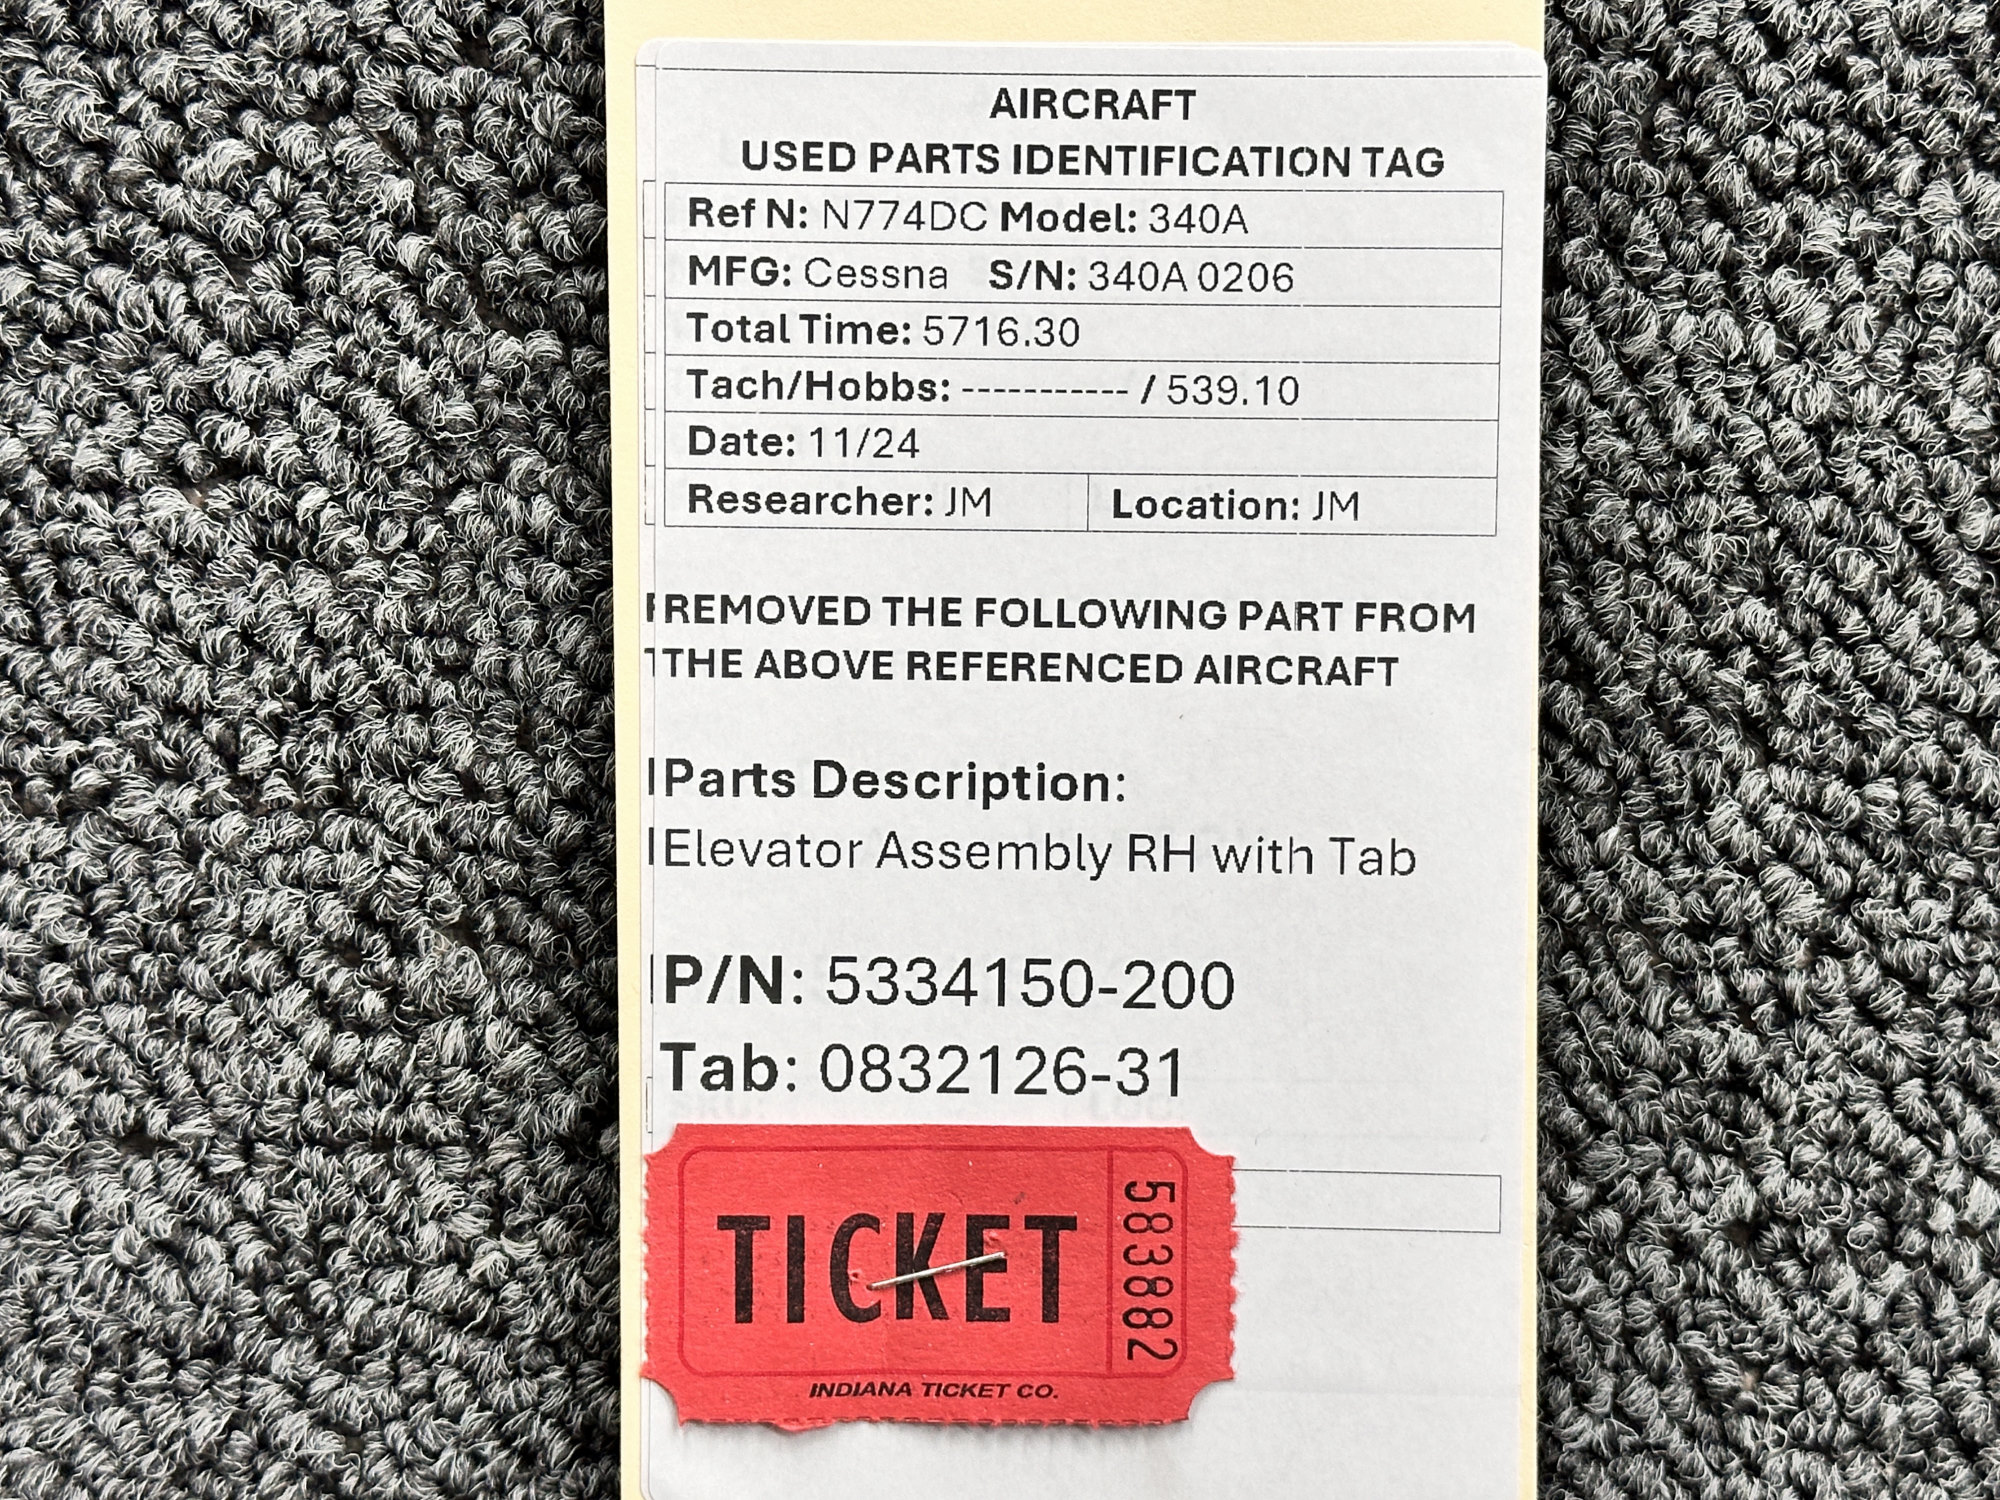 AIRCRAFT
USED PARTS IDENTIFICATION TAG
Ref N: N774DC Model: 340A
MFG: Cessna S/N: 340A 0206
Total Time: 5716.30
Tach/Hobbs: ----------- / 539.10
Date: 11/24
Researcher: JM Location: JM
REMOVED THE FOLLOWING PART FROM
THE ABOVE REFERENCED AIRCRAFT
Parts Description:
Elevator Assembly RH with Tab
P/N: 5334150-200
Tab: 0832126-31
TICKET
583882
INDIANA TICKET CO.